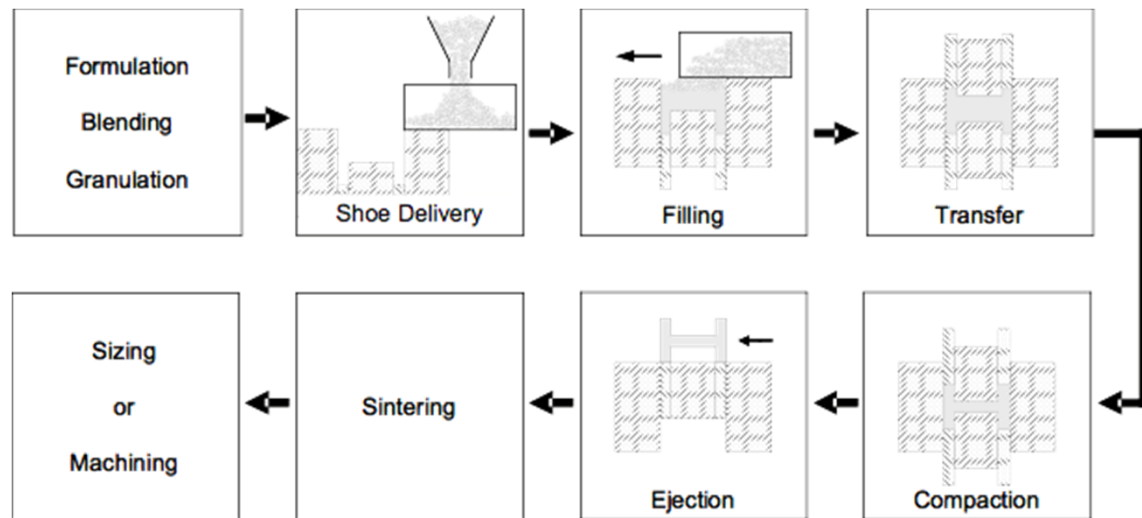 Formulation
Blending
Granulation
Shoe Delivery
Filling
Transfer
Compaction
Ejection
Sintering
Sizing
or
Machining